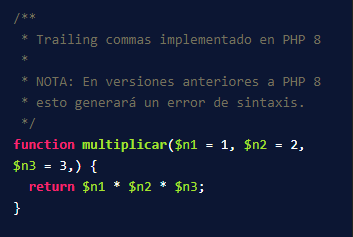 /**
 * Trailing commas implementado en PHP 8
 *
 * NOTA: En versiones anteriores a PHP 8
 * esto generará un error de sintaxis.
 */
function multiplicar($n1 = 1, $n2 = 2,
$n3 = 3,) {
  return $n1 * $n2 * $n3;
}